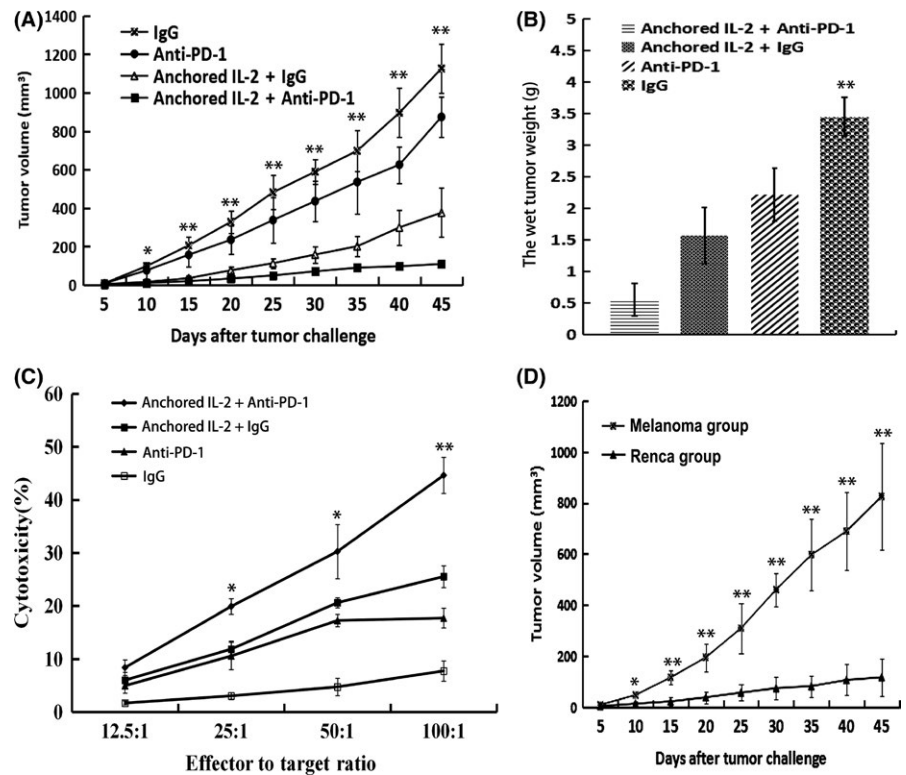 (A)
Tumor volume (mm³)
1400
1200
1000
800
600
400
200
0
IgG
Anti-PD-1
Anchored IL-2 + IgG
Anchored IL-2 + Anti-PD-1
*
**
**
**
**
**
**
**
5 10 15 20 25 30 35 40 45
Days after tumor challenge
(B)
The wet tumor weight (g)
5
4.5
4
3.5
3
2.5
2
1.5
1
0.5
0
Anchored IL-2 + Anti-PD-1
Anchored IL-2 + IgG
Anti-PD-1
IgG
**
(C)
Cytotoxicity(%)
60
50
40
30
20
10
0
Anchored IL-2 + Anti-PD-1
Anchored IL-2 + IgG
Anti-PD-1
IgG
*
*
**
12.5:1 25:1 50:1 100:1
Effector to target ratio
(D)
Tumor volume (mm³)
1200
1000
800
600
400
200
0
Melanoma group
Renca group
*
**
**
**
**
**
**
**
5 10 15 20 25 30 35 40 45
Days after tumor challenge